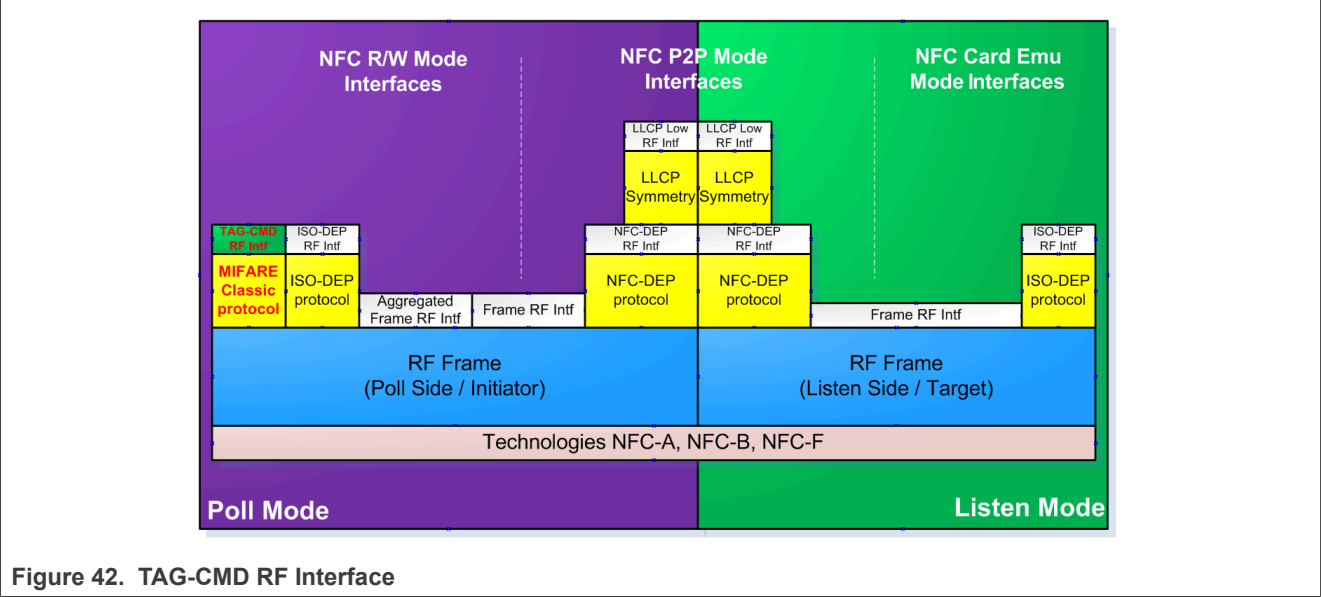 NFC R/W Mode
Interfaces
NFC P2P Mode
Interfaces
NFC Card Emu
Mode Interfaces
LLCP Low
RF Intf
LLCP Low
RF Intf
LLCP
Symmetry
LLCP
Symmetry
TAG-CMD
RF Intf
ISO-DEP
RF Intf
NFC-DEP
RF Intf
NFC-DEP
RF Intf
ISO-DEP
RF Intf
MIFARE
Classic
protocol
ISO-DEP
protocol
Aggregated
Frame RF Intf
Frame RF Intf
NFC-DEP
protocol
NFC-DEP
protocol
Frame RF Intf
ISO-DEP
protocol
RF Frame
(Poll Side / Initiator)
RF Frame
(Listen Side / Target)
Technologies NFC-A, NFC-B, NFC-F
Poll Mode
Listen Mode
Figure 42. TAG-CMD RF Interface